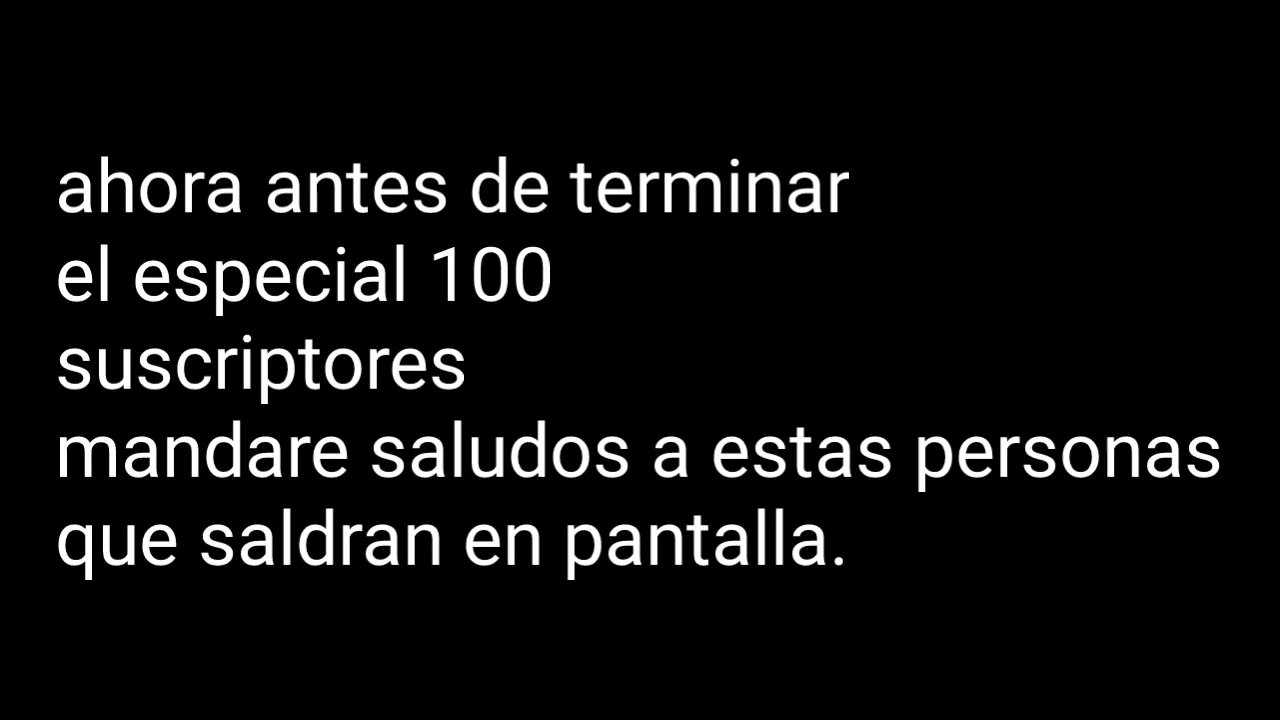 ahora antes de terminar
el especial 100
suscriptores
mandare saludos a estas personas
que saldran en pantalla.